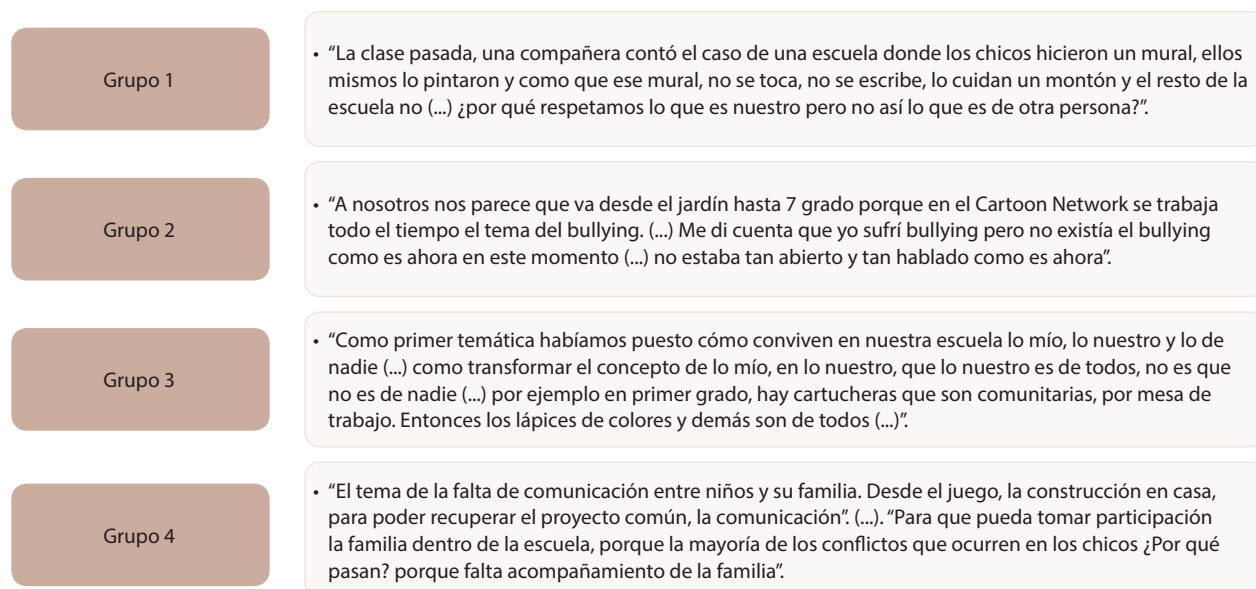 Grupo 1
• “La clase pasada, una compañera contó el caso de una escuela donde los chicos hicieron un mural, ellos
mismos lo pintaron y como que ese mural, no se toca, no se escribe, lo cuidan un montón y el resto de la
escuela no (...) ¿por qué respetamos lo que es nuestro pero no así lo que es de otra persona?”.
Grupo 2
• “A nosotros nos parece que va desde el jardín hasta 7 grado porque en el Cartoon Network se trabaja
todo el tiempo el tema del bullying. (...) Me di cuenta que yo sufrí bullying pero no existía el bullying
como es ahora en este momento (...) no estaba tan abierto y tan hablado como es ahora”.
Grupo 3
• “Como primer temática habíamos puesto cómo conviven en nuestra escuela lo mío, lo nuestro y lo de
nadie (...) como transformar el concepto de lo mío, en lo nuestro, que lo nuestro es de todos, no es que
no es de nadie (...) por ejemplo en primer grado, hay cartucheras que son comunitarias, por mesa de
trabajo. Entonces los lápices de colores y demás son de todos (...)”.
Grupo 4
• “El tema de la falta de comunicación entre niños y su familia. Desde el juego, la construcción en casa,
para poder recuperar el proyecto común, la comunicación”. (...). “Para que pueda tomar participación
la familia dentro de la escuela, porque la mayoría de los conflictos que ocurren en los chicos ¿Por qué
pasan? porque falta acompañamiento de la familia”.